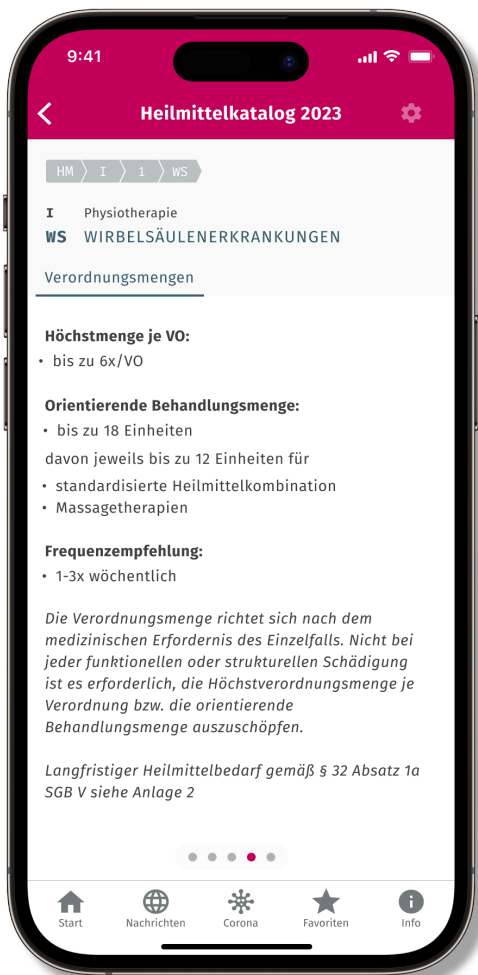 9:41
Heilmittelkatalog 2023
HM I 1 WS
I Physiotherapie
WS WIRBELSÄULENERKRANKUNGEN
Verordnungsmengen
Höchstmenge je VO:
• bis zu 6x/VO
Orientierende Behandlungsmenge:
• bis zu 18 Einheiten
davon jeweils bis zu 12 Einheiten für
• standardisierte Heilmittelkombination
• Massagetherapien
Frequenzempfehlung:
• 1-3x wöchentlich
Die Verordnungsmenge richtet sich nach dem
medizinischen Erfordernis des Einzelfalls. Nicht bei
jeder funktionellen oder strukturellen Schädigung
ist es erforderlich, die Höchstverordnungsmenge je
Verordnung bzw. die orientierende
Behandlungsmenge auszuschöpfen.
Langfristiger Heilmittelbedarf gemäß § 32 Absatz 1a
SGB V siehe Anlage 2
Start Nachrichten Corona Favoriten Info